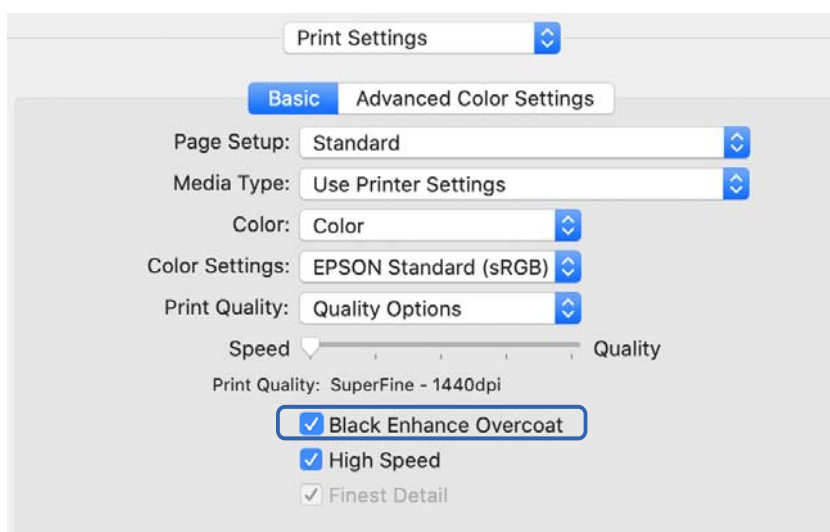 Print Settings
Basic Advanced Color Settings
Page Setup: Standard
Media Type: Use Printer Settings
Color: Color
Color Settings: EPSON Standard (sRGB)
Print Quality: Quality Options
Speed Quality
Print Quality: SuperFine - 1440dpi
Black Enhance Overcoat
High Speed
Finest Detail